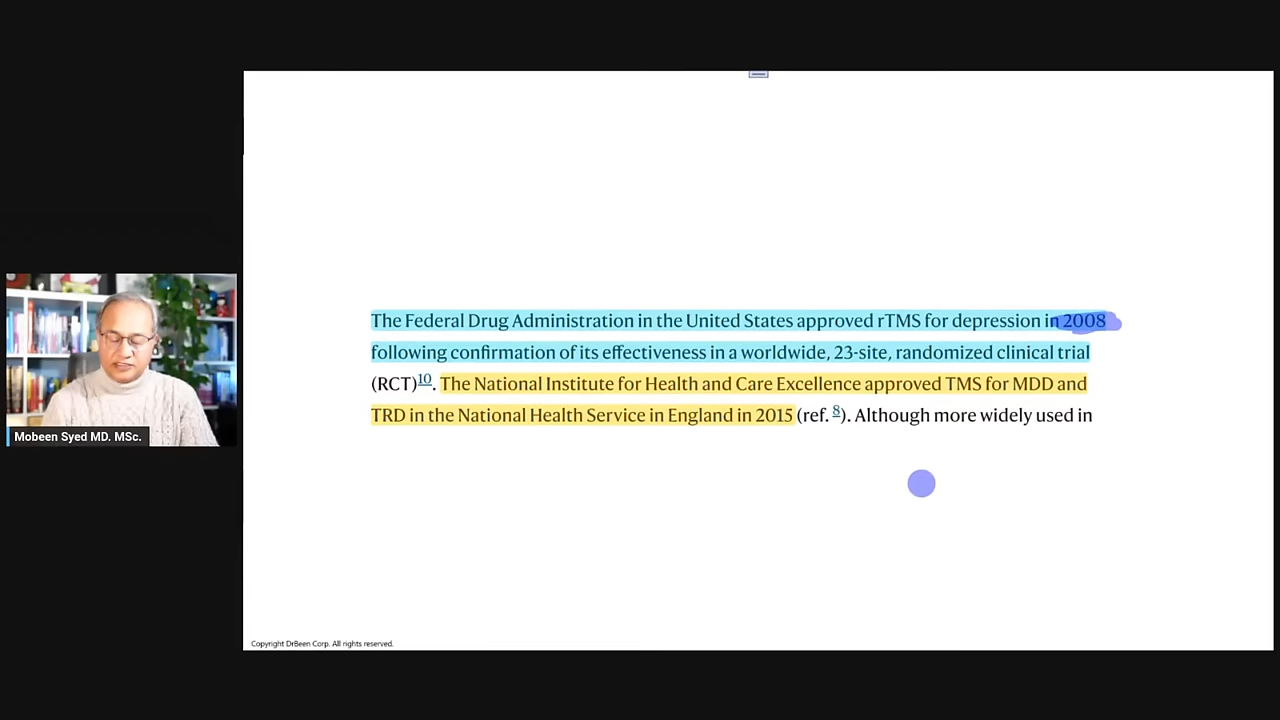 The Federal Drug Administration in the United States approved rTMS for depression in 2008
following confirmation of its effectiveness in a worldwide, 23-site, randomized clinical trial
(RCT)10. The National Institute for Health and Care Excellence approved TMS for MDD and
TRD in the National Health Service in England in 2015 (ref. 8). Although more widely used in
Mobeen Syed MD. MSc.
Copyright DrBeen Corp. All rights reserved.